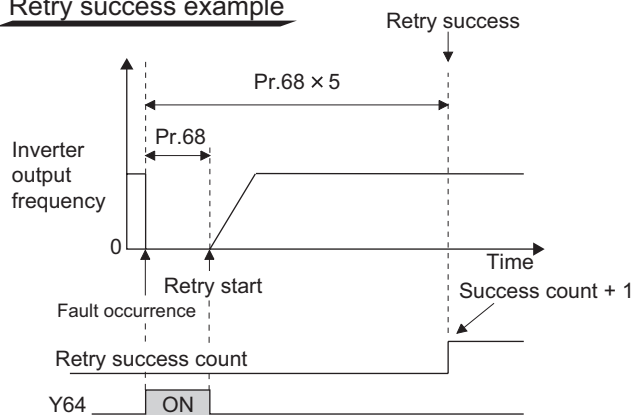 Retry success example
Retry success
Pr.68 × 5
Pr.68
Inverter
output
frequency
0
Time
Retry start
Success count + 1
Fault occurrence
Retry success count
Y64
ON